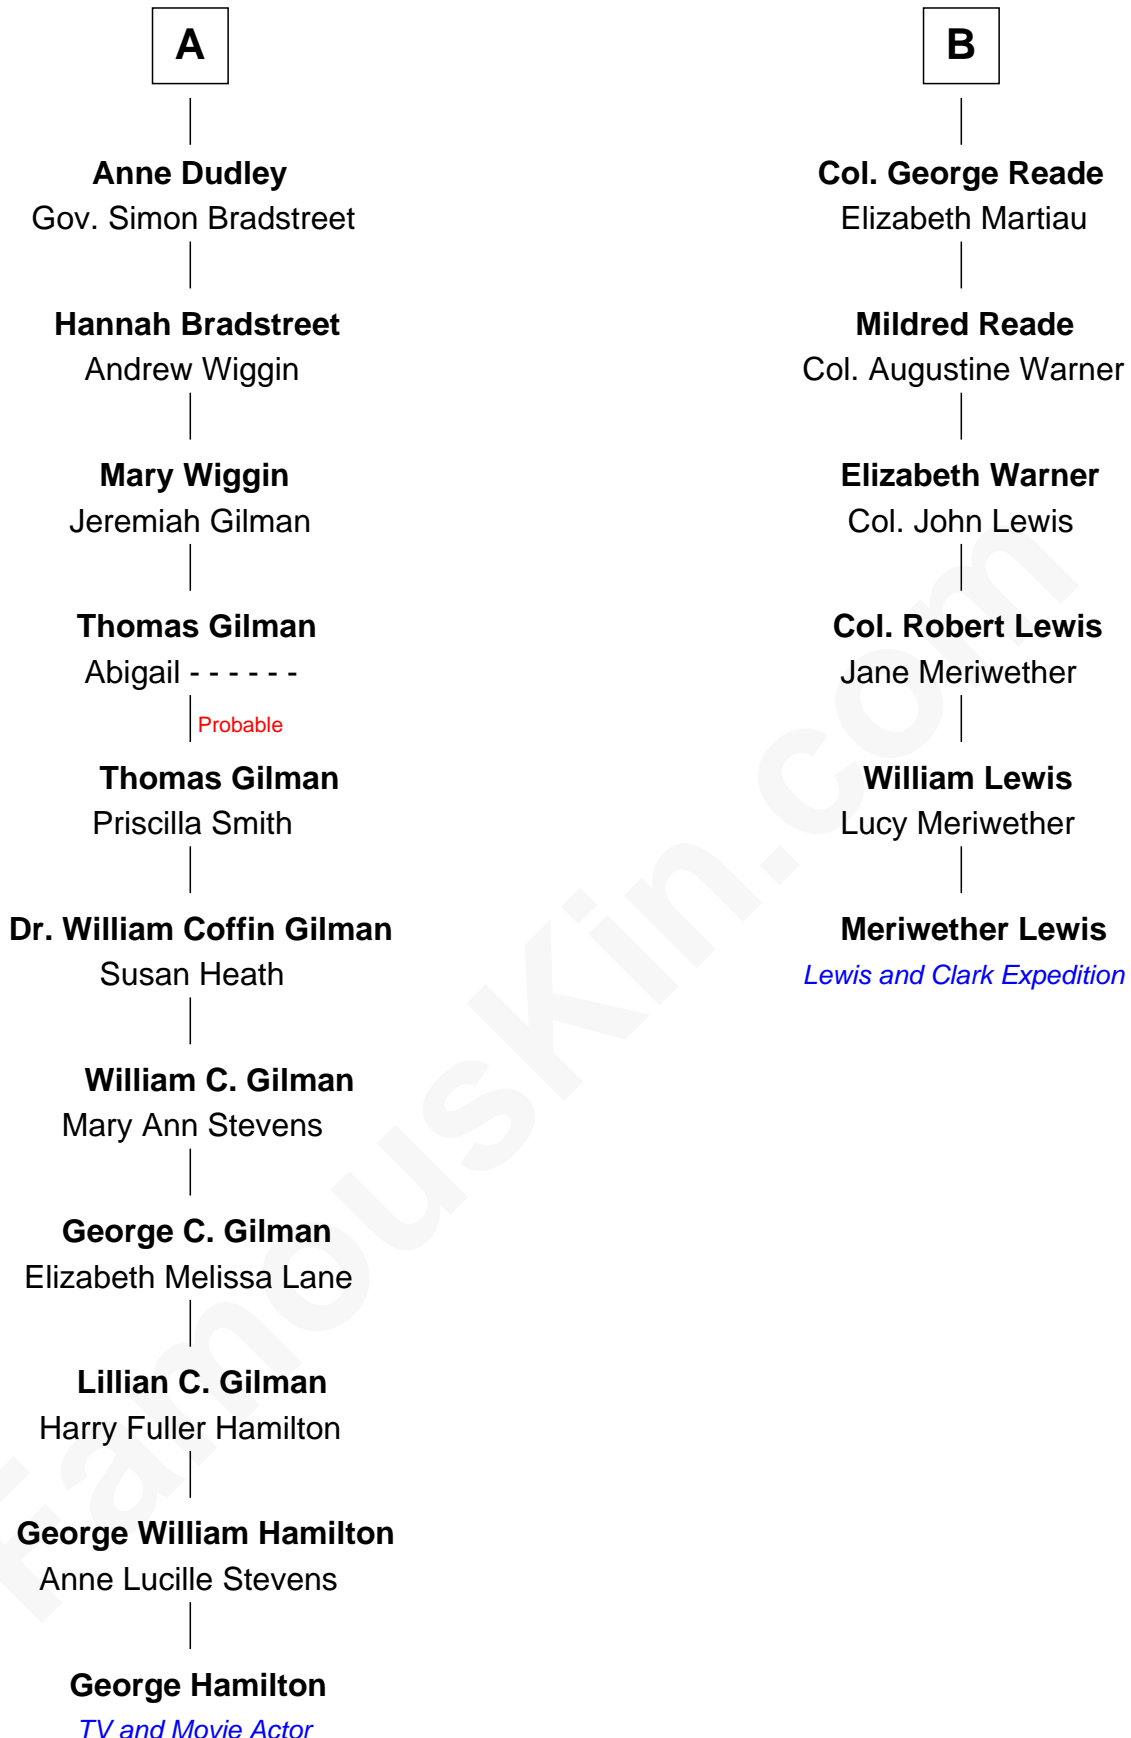 A
Anne Dudley
Gov. Simon Bradstreet
Hannah Bradstreet
Andrew Wiggin
Mary Wiggin
Jeremiah Gilman
Thomas Gilman
Abigail - - - - - -
Probable
Thomas Gilman
Priscilla Smith
Dr. William Coffin Gilman
Susan Heath
William C. Gilman
Mary Ann Stevens
George C. Gilman
Elizabeth Melissa Lane
Lillian C. Gilman
Harry Fuller Hamilton
George William Hamilton
Anne Lucille Stevens
George Hamilton
TV and Movie Actor
B
Col. George Reade
Elizabeth Martiau
Mildred Reade
Col. Augustine Warner
Elizabeth Warner
Col. John Lewis
Col. Robert Lewis
Jane Meriwether
William Lewis
Lucy Meriwether
Meriwether Lewis
Lewis and Clark Expedition
FamousKin.com